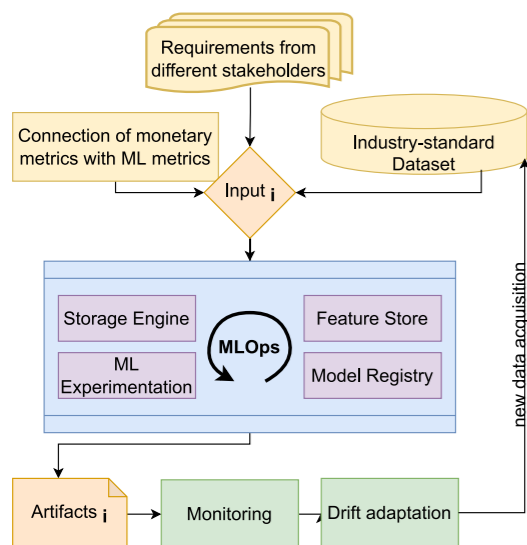 Requirements from
different stakeholders
Connection of monetary
metrics with ML metrics
Industry-standard
Dataset
Input i
Storage Engine
Feature Store
MLOps
ML
Experimentation
Model Registry
new data acquisition
Artifacts i
Monitoring
Drift adaptation